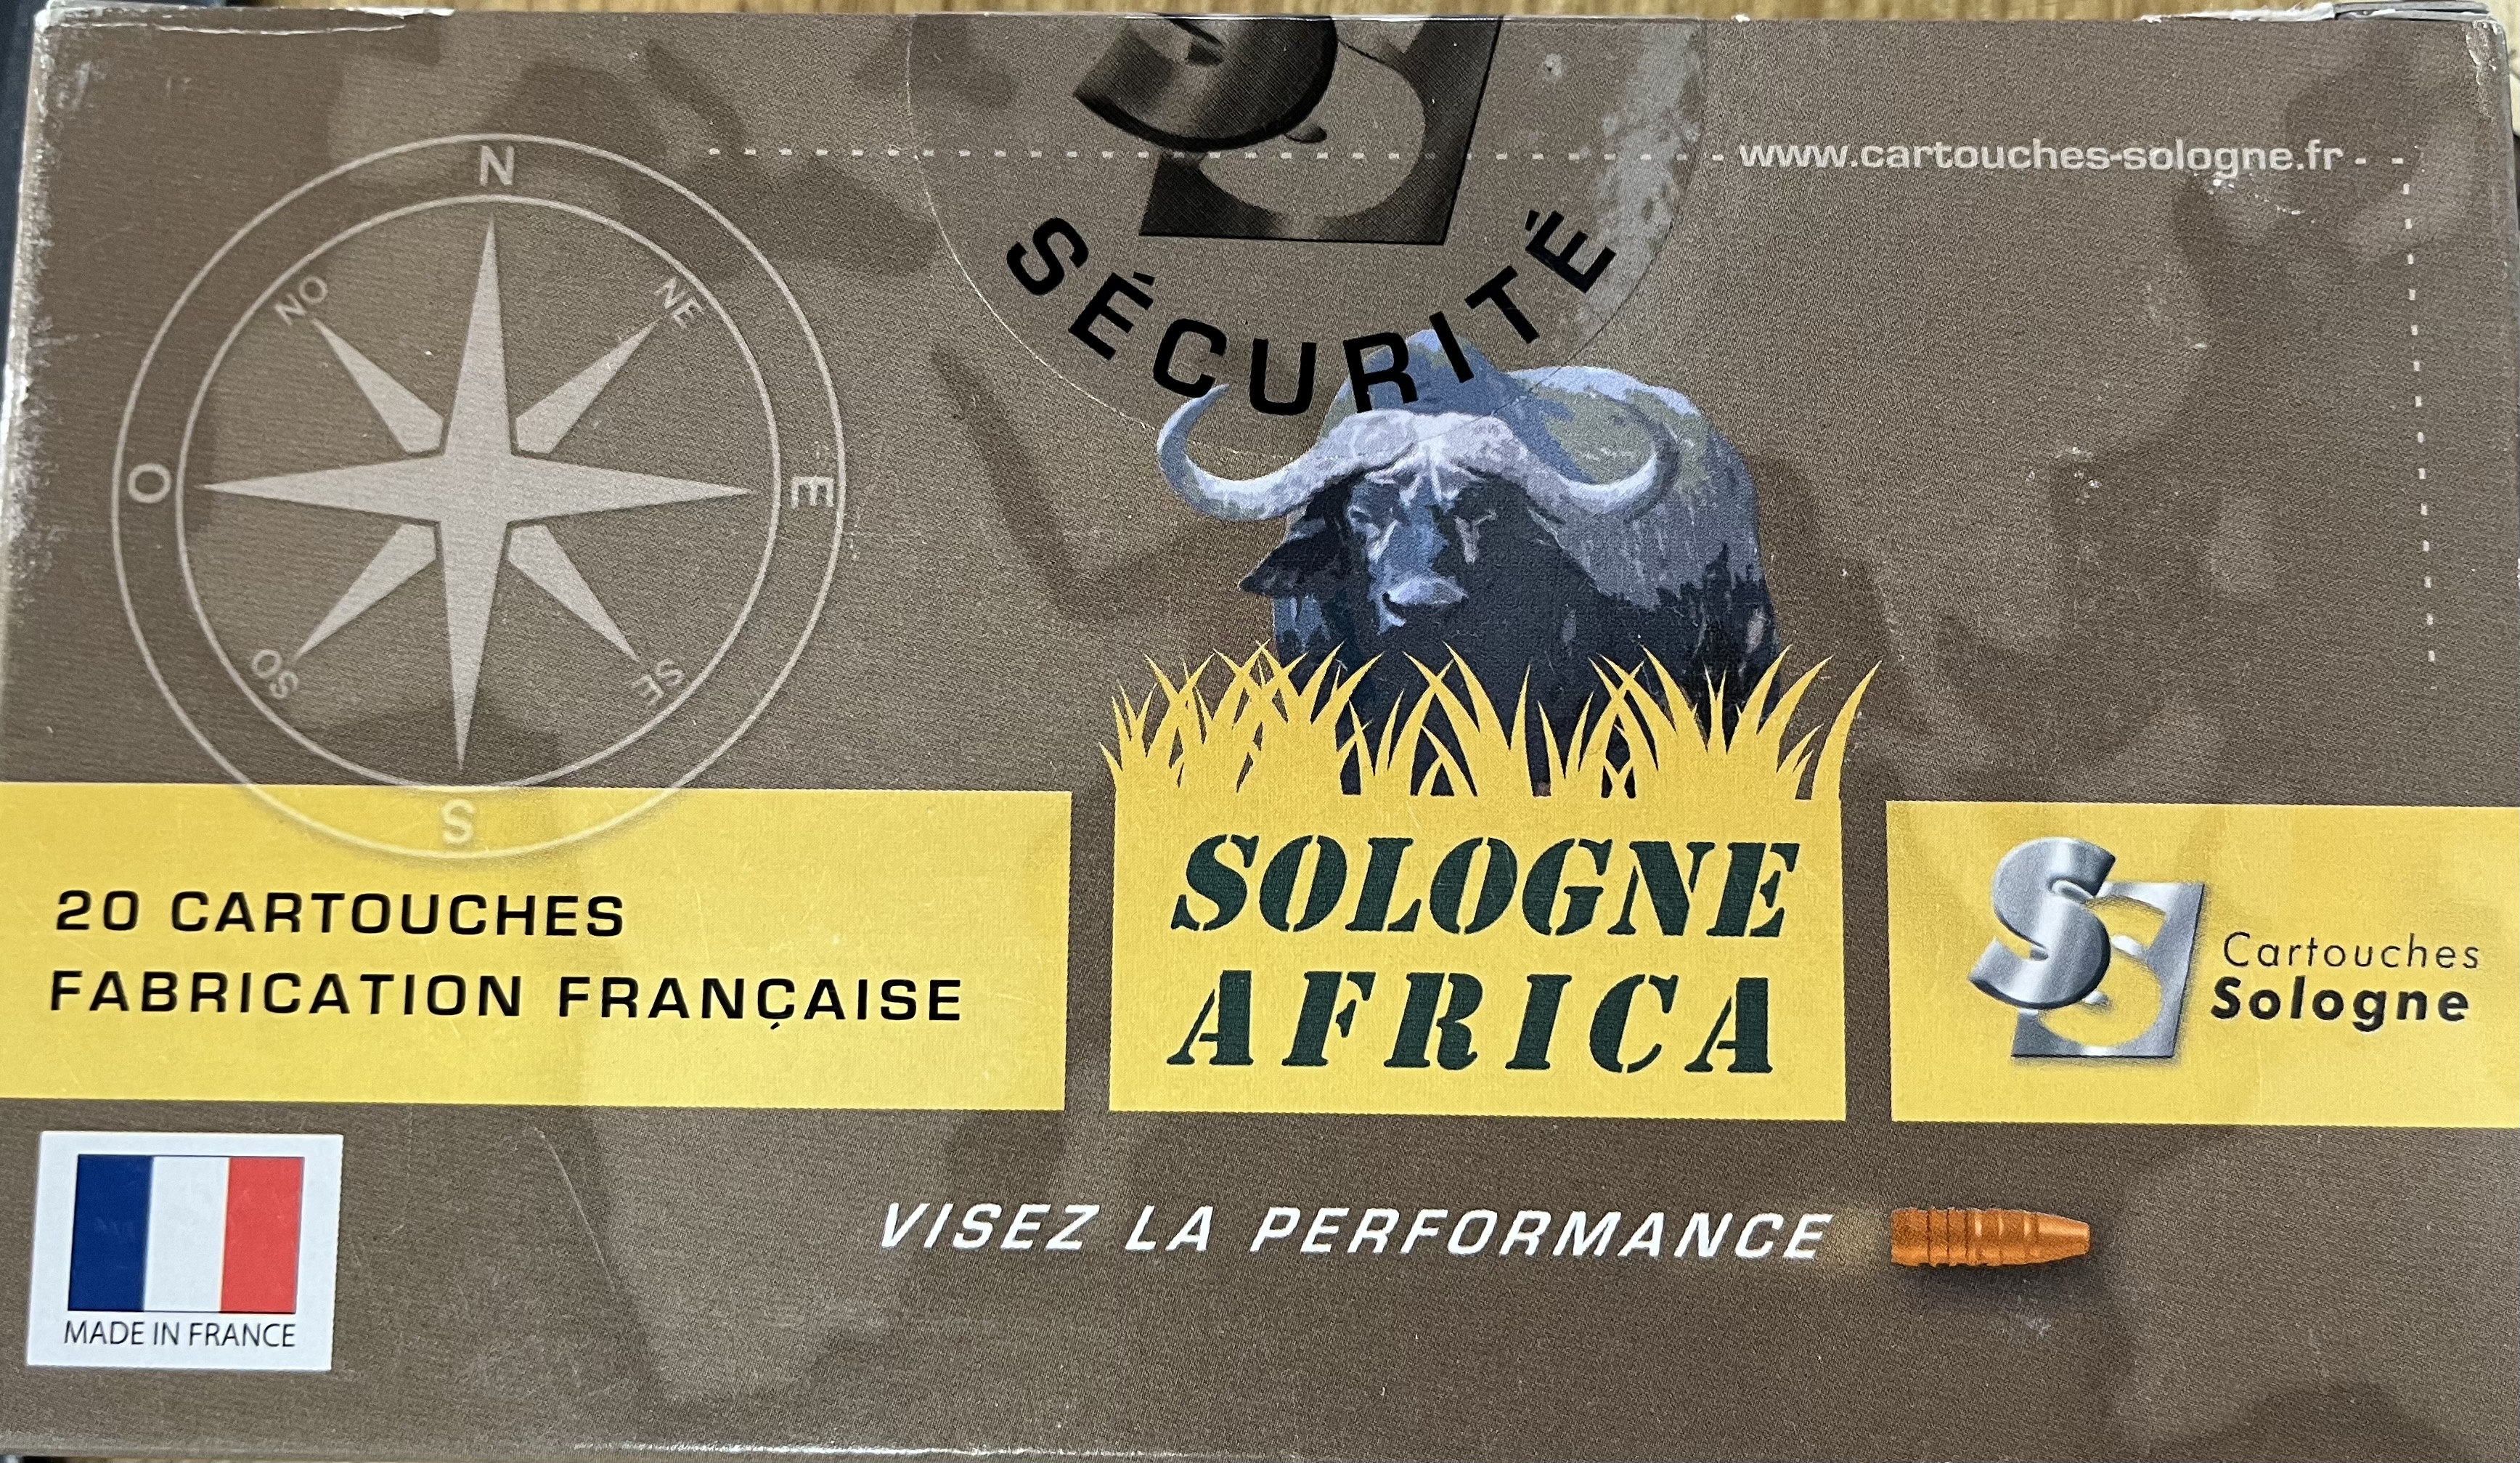 www.cartouches-sologne.fr
SÉCURITÉ
N
NO
NE
O
E
SO
SE
S
20 CARTOUCHES
FABRICATION FRANÇAISE
SOLOGNE
AFRICA
Cartouches
Sologne
VISEZ LA PERFORMANCE
MADE IN FRANCE